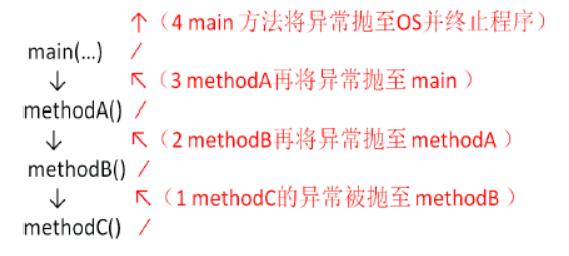 （4 main 方法将异常抛至OS并终止程序）
main(...)
（3 methodA再将异常抛至 main ）
methodA()
（2 methodB再将异常抛至 methodA ）
methodB()
（1 methodC的异常被抛至 methodB ）
methodC()